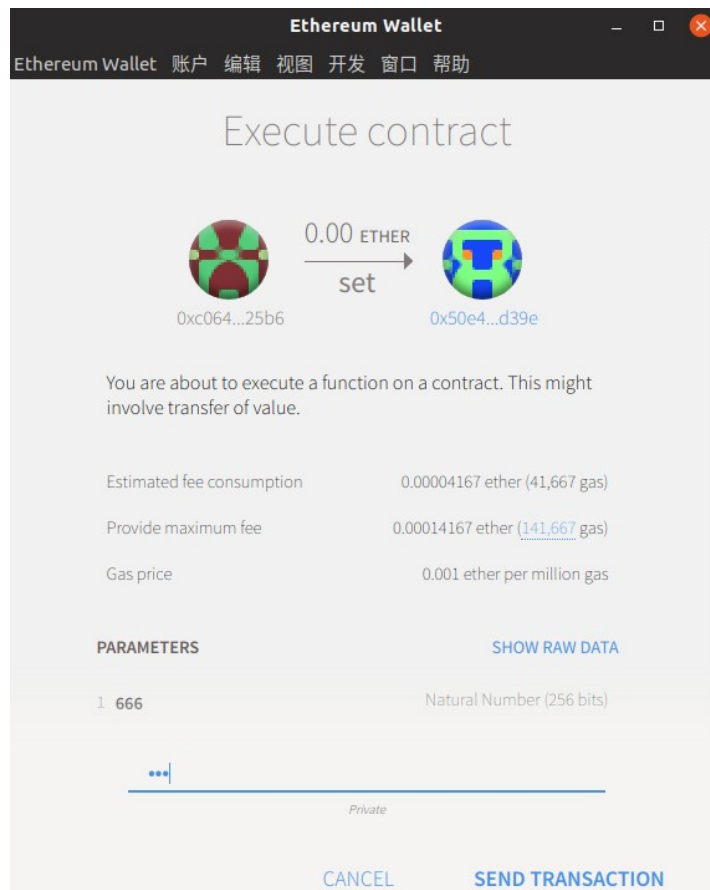 Ethereum Wallet
Ethereum Wallet 账户 编辑 视图 开发 窗口 帮助
Execute contract
0.00 ETHER
set
0xc064...25b6 0x50e4...d39e
You are about to execute a function on a contract. This might
involve transfer of value.
Estimated fee consumption 0.00004167 ether (41,667 gas)
Provide maximum fee 0.00014167 ether (141,667 gas)
Gas price 0.001 ether per million gas
PARAMETERS SHOW RAW DATA
1 666 Natural Number (256 bits)
•••
Private
CANCEL SEND TRANSACTION